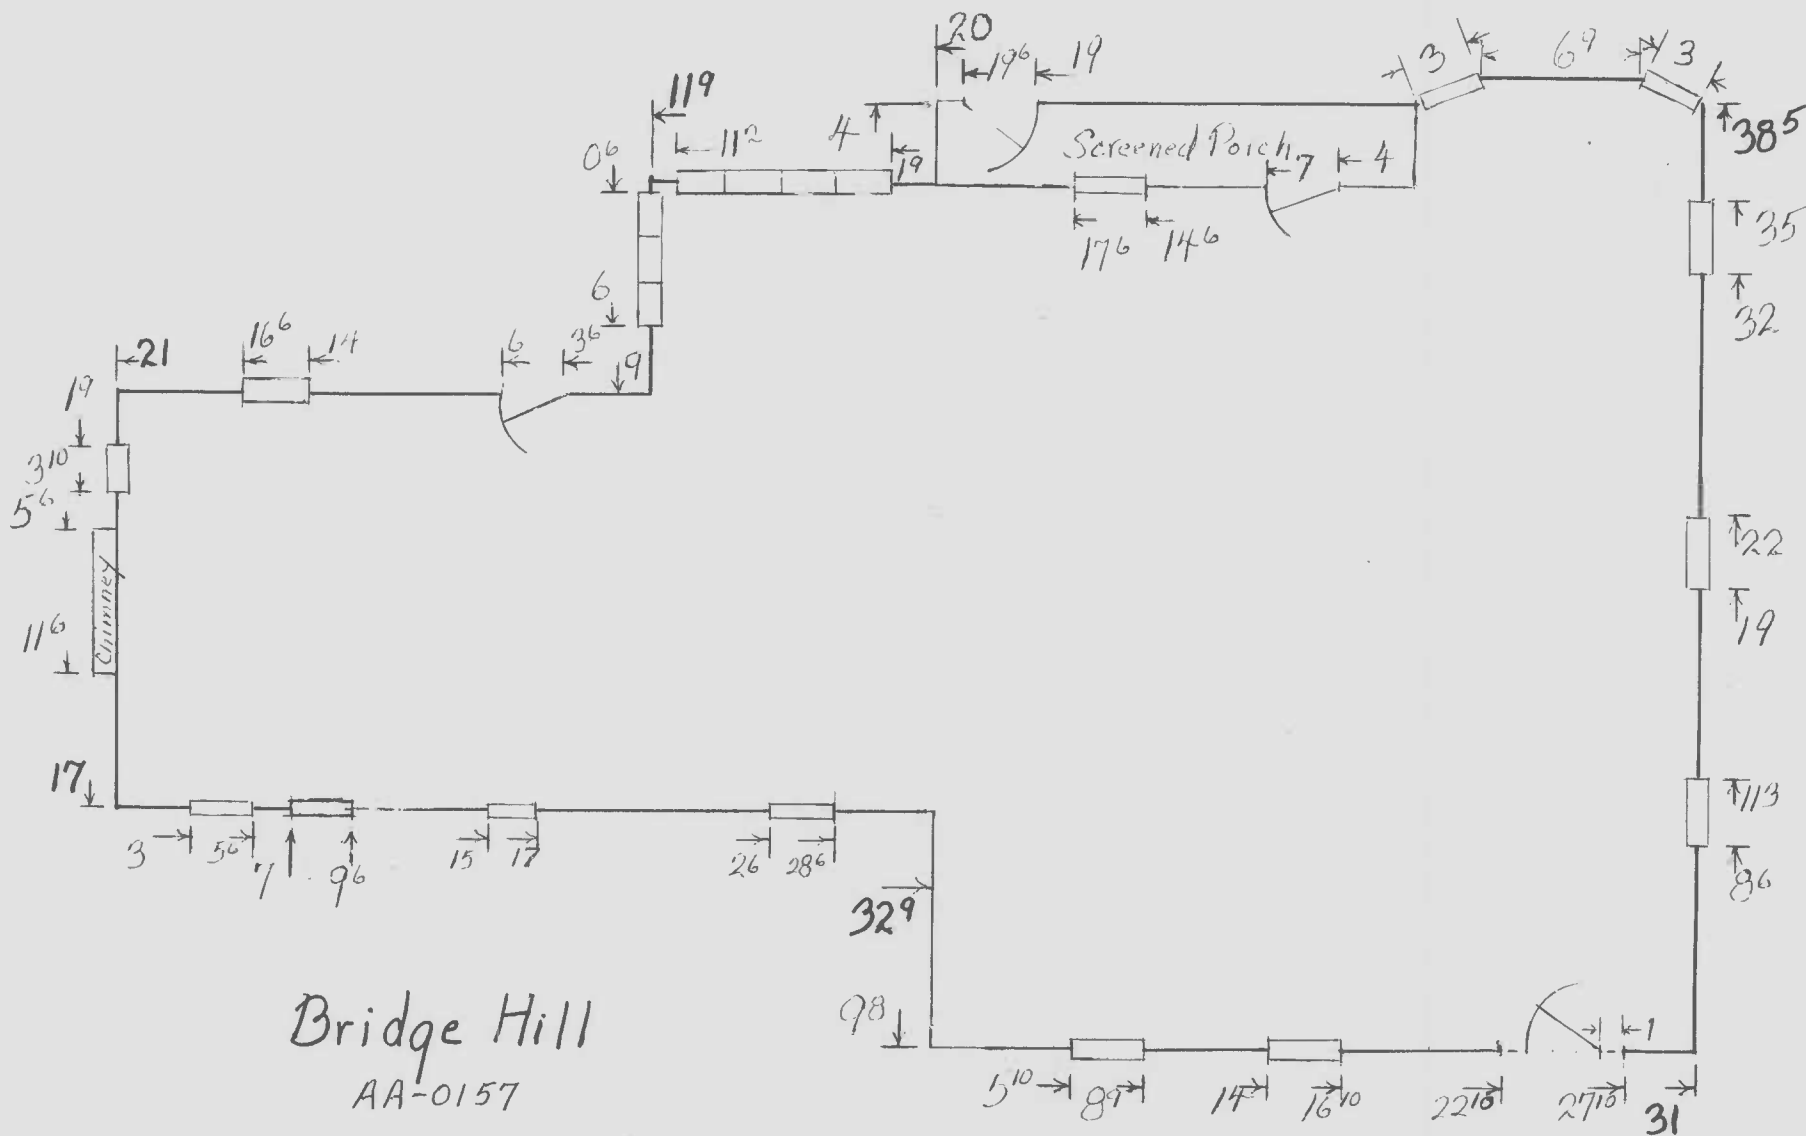 20
19⁶ 19
3 6⁹ 3
11⁹
11² 4
0⁶ 1⁹
Screened Porch
7 4
38⁵
17⁶ 14⁶
35
6
32
21 16⁶ 14 6 3⁶ 9
1⁹
3¹⁰
5⁶
22
Chimney
11⁶
19
17
11³
3 5⁶ 7 9⁶ 15 17 26 28⁶
8⁶
32⁹
9⁸
1
Bridge Hill
AA-0157
5¹⁰ 8⁹ 14 16¹⁰ 22¹⁰ 27¹⁰ 31